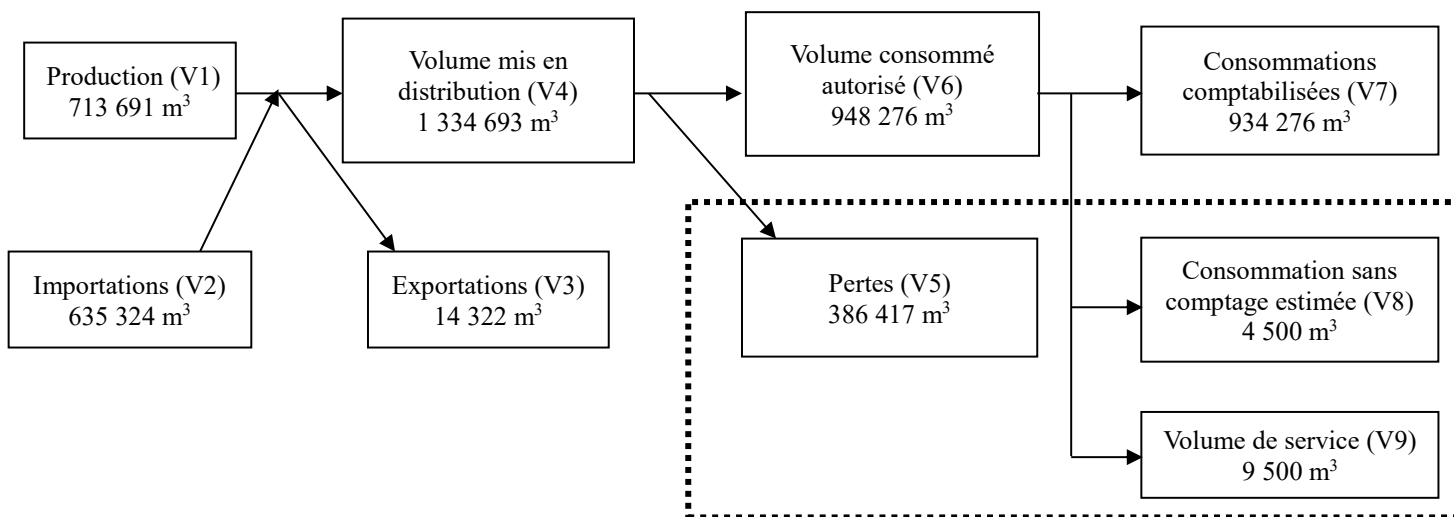 Production (V1)
713 691 m³
Volume mis en
distribution (V4)
1 334 693 m³
Volume consommé
autorisé (V6)
948 276 m³
Consommations
comptabilisées (V7)
934 276 m³
Importations (V2)
635 324 m³
Exportations (V3)
14 322 m³
Pertes (V5)
386 417 m³
Consommation sans
comptage estimée (V8)
4 500 m³
Volume de service (V9)
9 500 m³